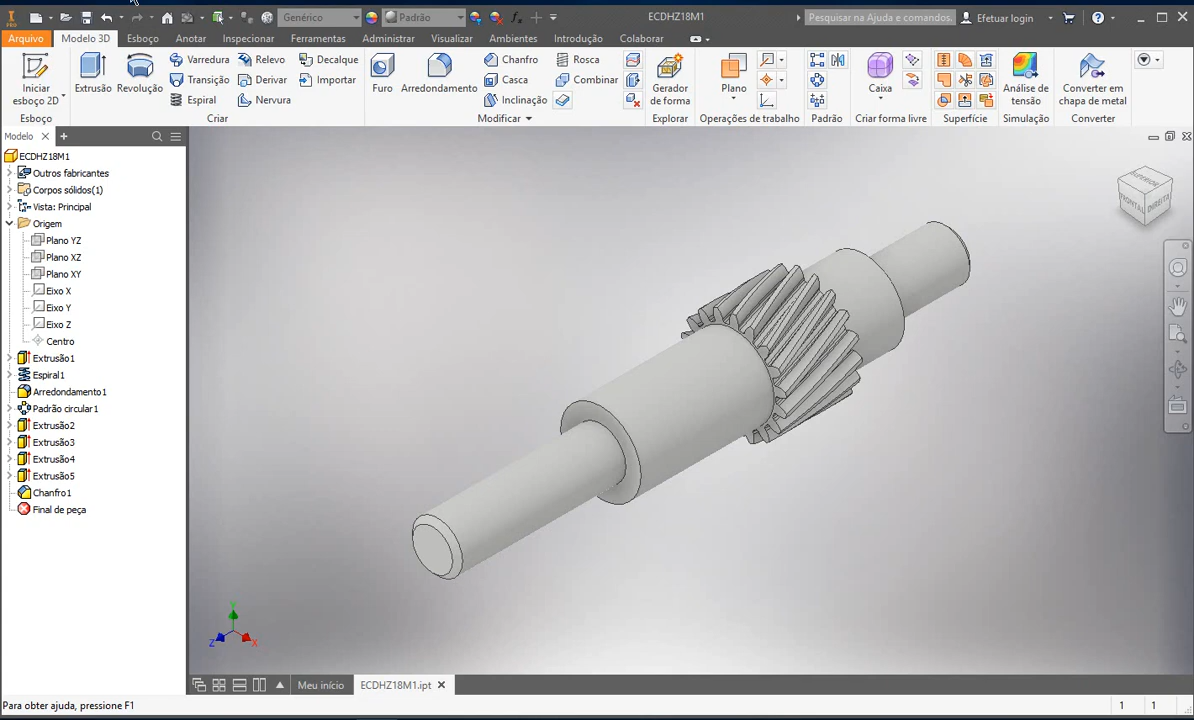 PRO
Genérico
Padrão
fx
ECDHZ18M1
Pesquisar na Ajuda e comandos.
Efetuar login
?
Arquivo
Modelo 3D
Esboço
Anotar
Inspecionar
Ferramentas
Administrar
Visualizar
Ambientes
Introdução
Colaborar
Iniciar
esboço 2D
Esboço
Extrusão
Revolução
Varredura
Relevo
Decalque
Transição
Derivar
Importar
Espiral
Nervura
Criar
Furo
Arredondamento
Chanfro
Rosca
Casca
Combinar
Inclinação
Modificar
Gerador
de forma
Explorar
Plano
Operações de trabalho
Padrão
Caixa
Criar forma livre
Superfície
Análise de
tensão
Simulação
Converter em
chapa de metal
Converter
Modelo
ECDHZ18M1
Outros fabricantes
Corpos sólidos(1)
Vista: Principal
Origem
Plano YZ
Plano XZ
Plano XY
Eixo X
Eixo Y
Eixo Z
Centro
Extrusão1
Espiral1
Arredondamento1
Padrão circular1
Extrusão2
Extrusão3
Extrusão4
Extrusão5
Chanfro1
Final de peça
SUPERIOR
FRONTAL
DIREITA
Y
Z
X
Meu início
ECDHZ18M1.ipt
Para obter ajuda, pressione F1
1
1